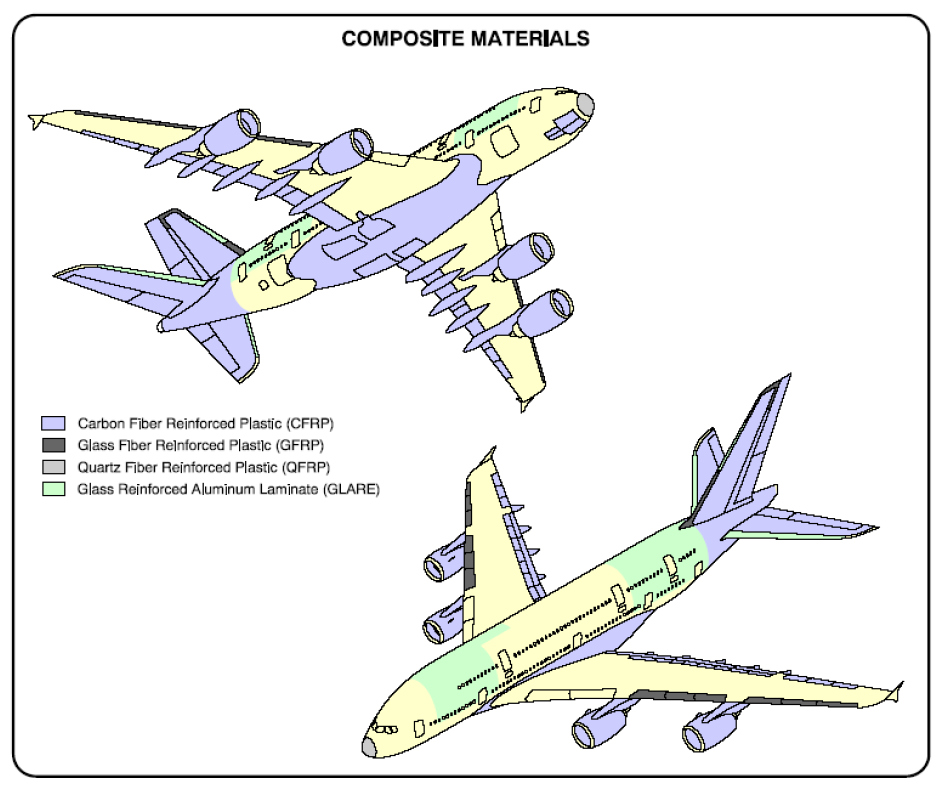 COMPOSITE MATERIALS
Carbon Fiber Reinforced Plastic (CFRP)
Glass Fiber Reinforced Plastic (GFRP)
Quartz Fiber Reinforced Plastic (QFRP)
Glass Reinforced Aluminum Laminate (GLARE)